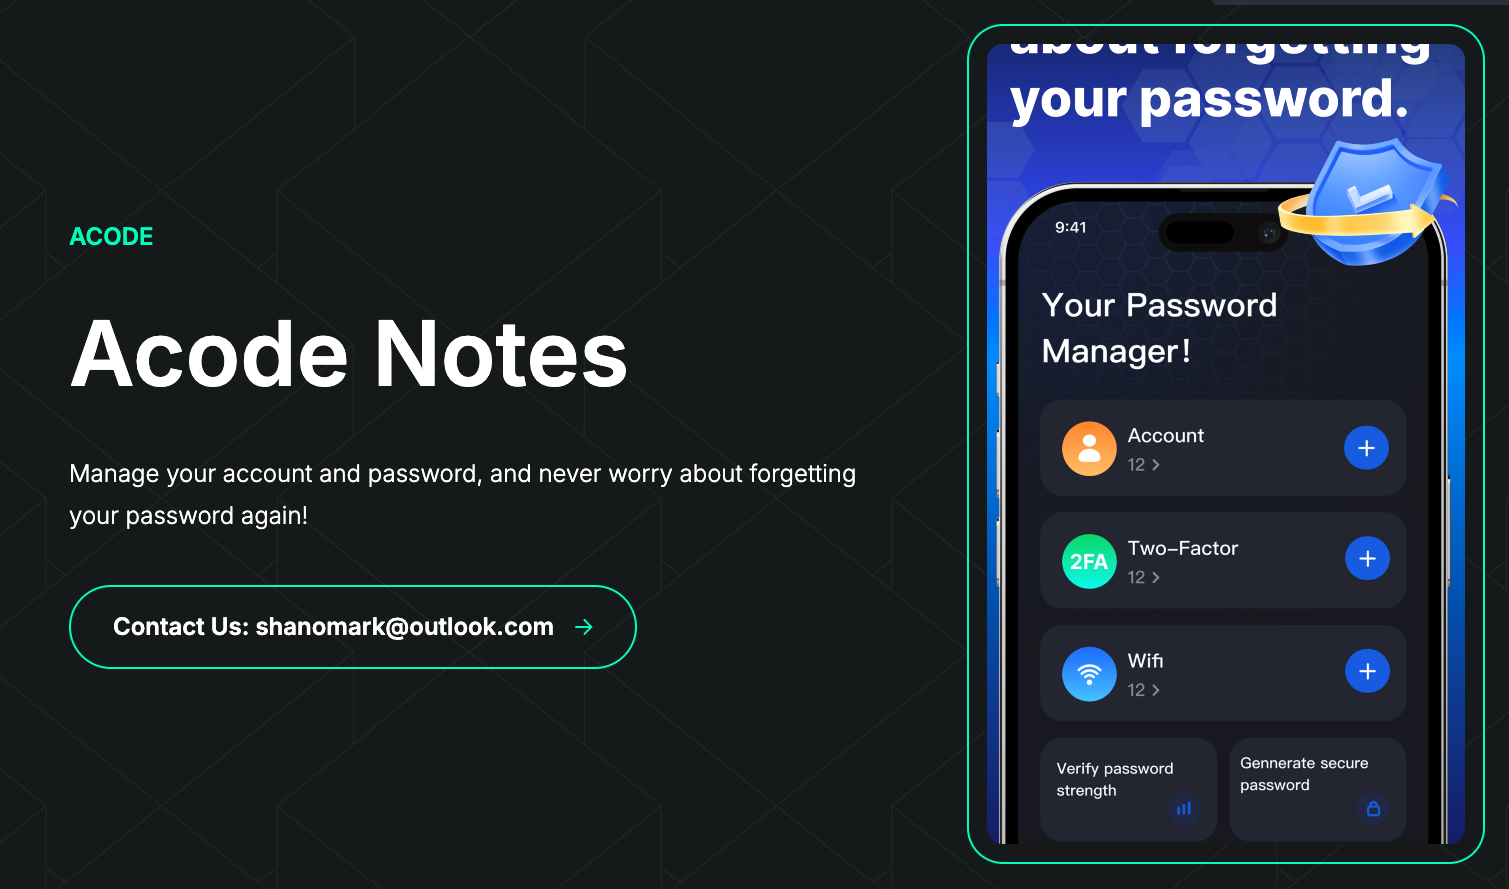 ACODE
Acode Notes
Manage your account and password, and never worry about forgetting
your password again!
Contact Us: shanomark@outlook.com
about forgetting
your password.
9:41
Your Password
Manager!
Account
12
2FA
Two-Factor
12
Wifi
12
Verify password
strength
Gennerate secure
password